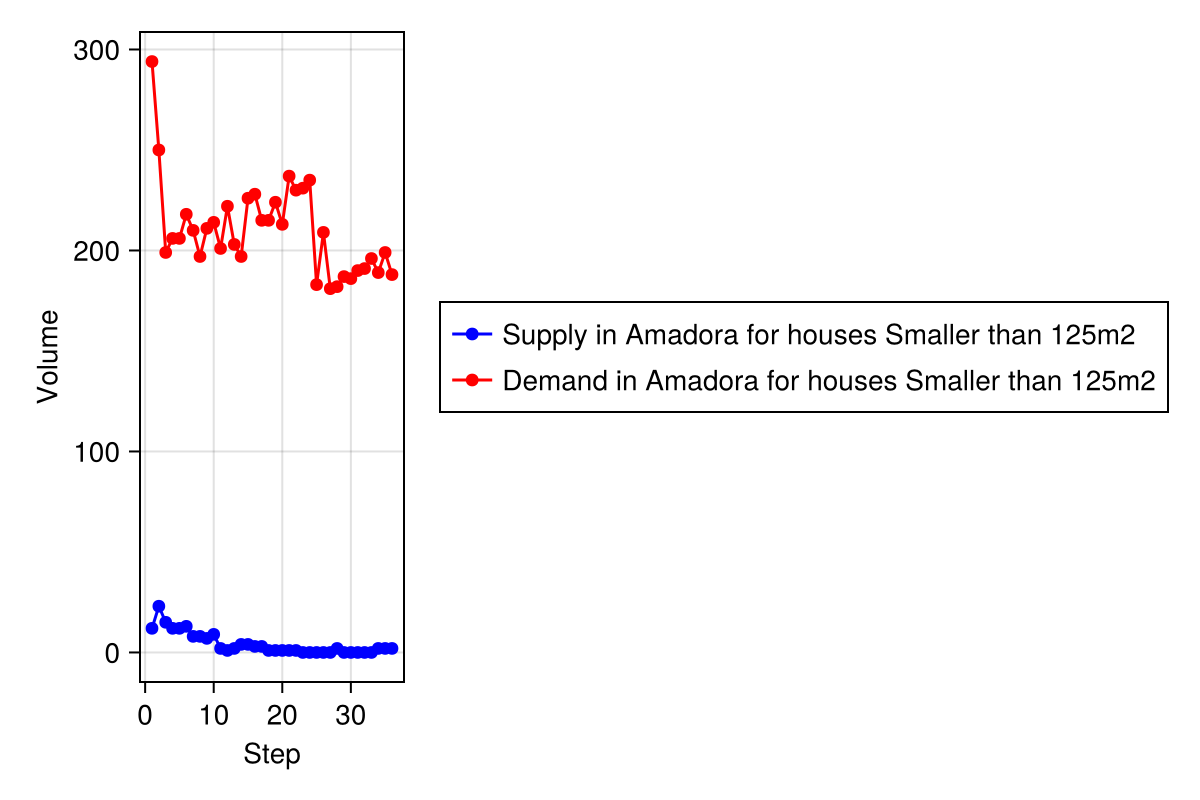 300
200
100
0
Volume
0 10 20 30
Step
Supply in Amadora for houses Smaller than 125m2
Demand in Amadora for houses Smaller than 125m2